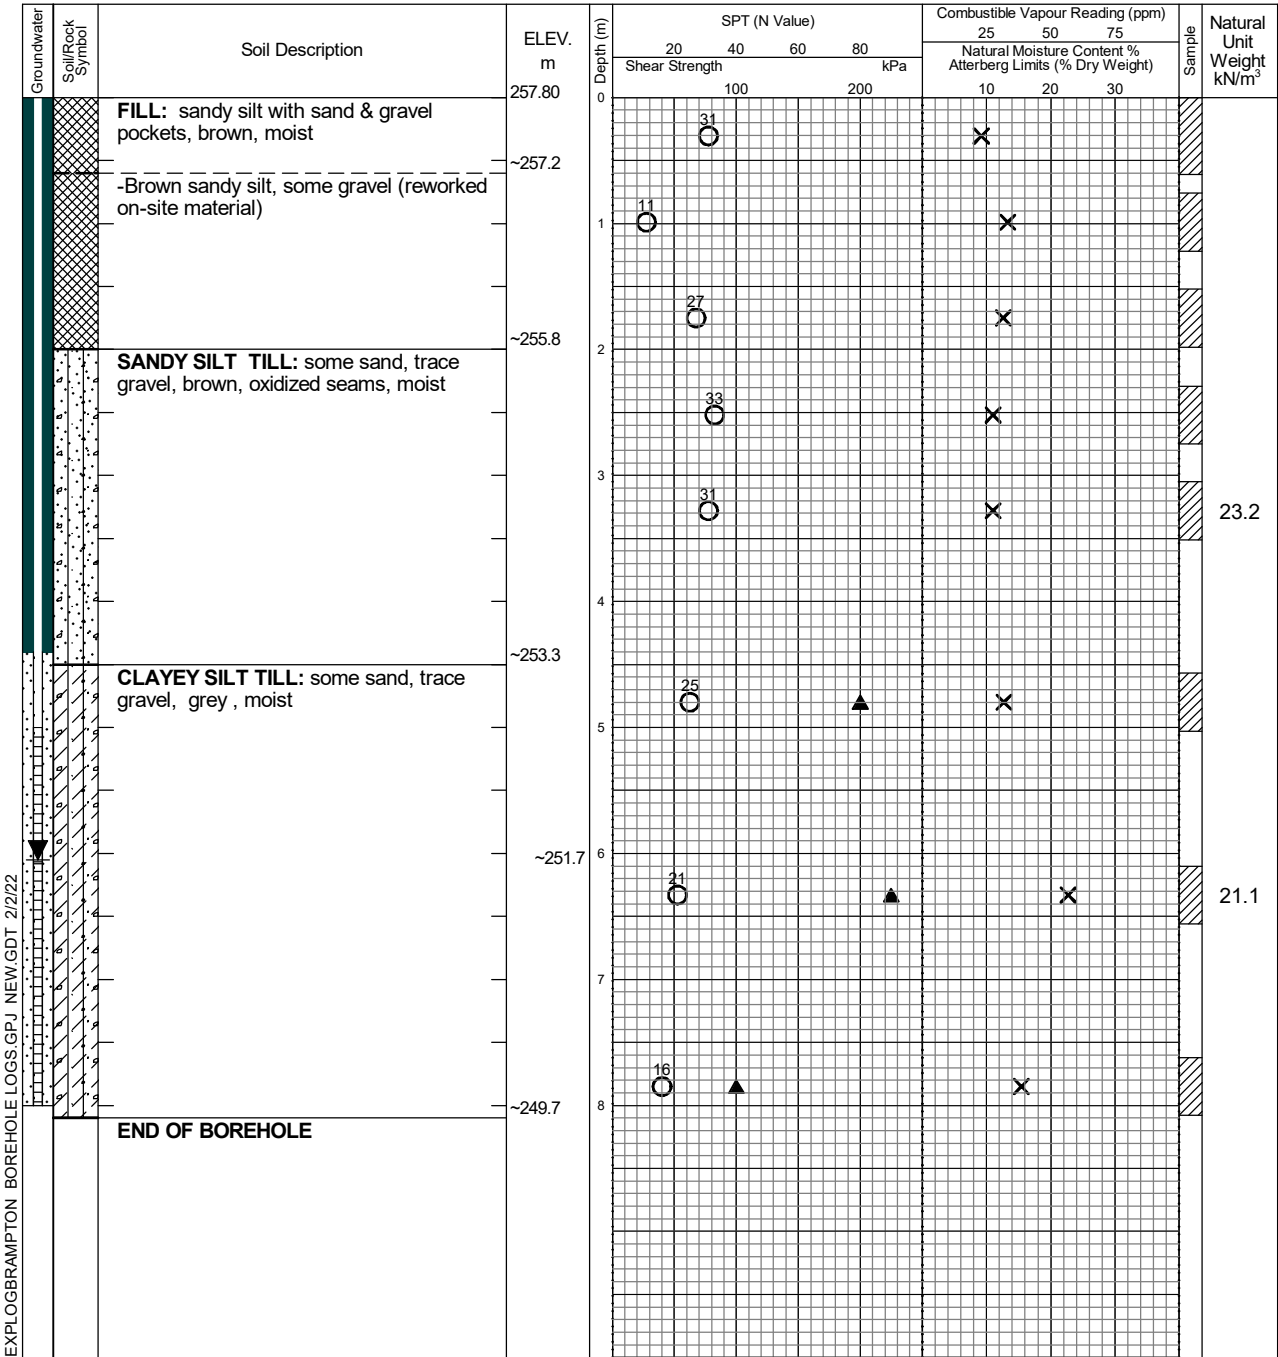 Groundwater
Soil/Rock
Symbol
Soil Description
ELEV.
m
257.80
Depth (m)
SPT (N Value)
20 40 60 80
Shear Strength kPa
100 200
Combustible Vapour Reading (ppm)
25 50 75
Natural Moisture Content %
Atterberg Limits (% Dry Weight)
10 20 30
Sample
Natural
Unit
Weight
kN/m³
0
FILL: sandy silt with sand & gravel
pockets, brown, moist
31
~257.2
-Brown sandy silt, some gravel (reworked
on-site material)
11
1
27
~255.8
2
SANDY SILT TILL: some sand, trace
gravel, brown, oxidized seams, moist
33
3
31
23.2
4
~253.3
CLAYEY SILT TILL: some sand, trace
gravel, grey , moist
25
5
~251.7
6
21
21.1
7
16
8
~249.7
END OF BOREHOLE
EXPLOGBRAMPTON BOREHOLE LOGS.GPJ NEW.GDT 2/2/22